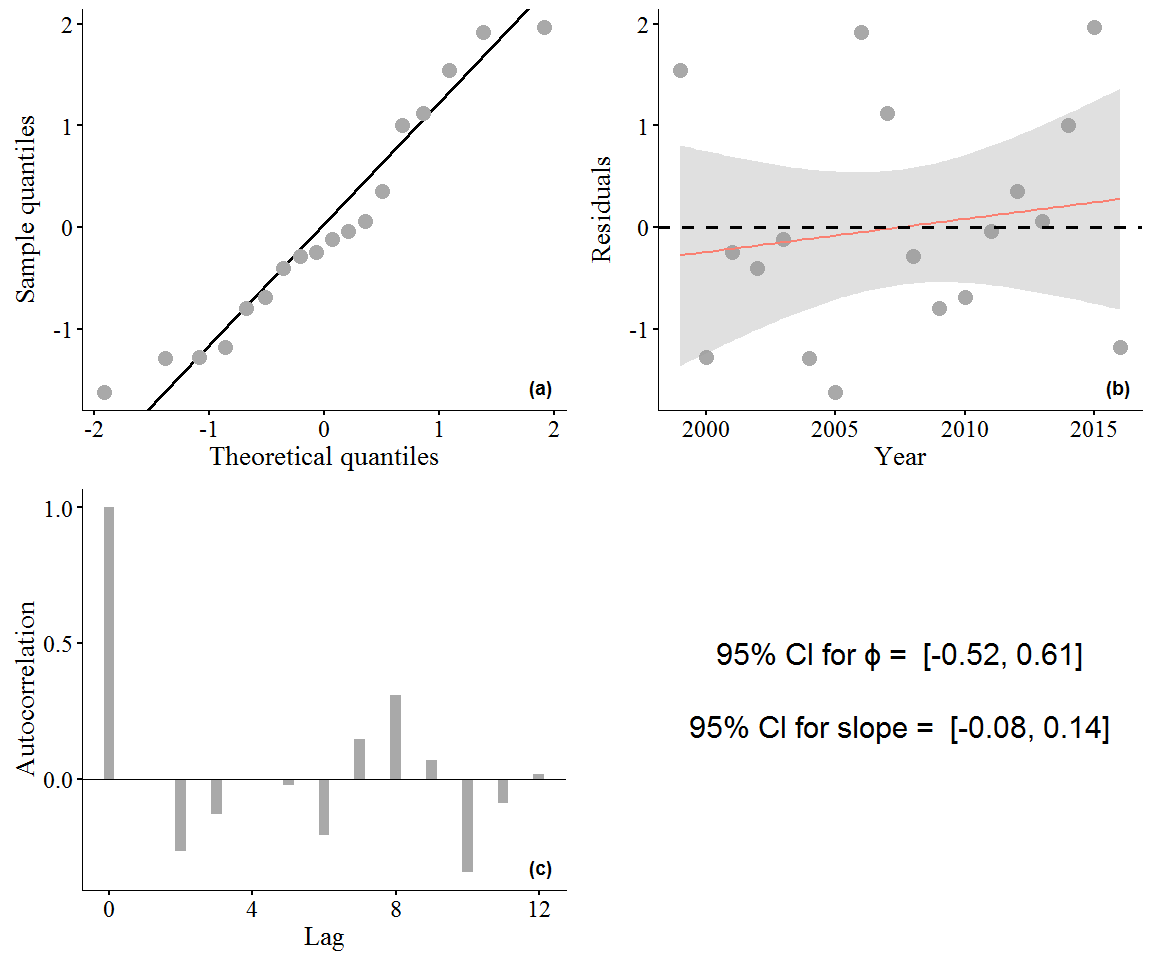 2
1
0
-1
Sample quantiles
-2 -1 0 1 2
Theoretical quantiles
(a)
2
1
0
-1
Residuals
2000 2005 2010 2015
Year
(b)
1.0
0.5
0.0
Autocorrelation
0 4 8 12
Lag
(c)
95% CI for ϕ = [-0.52, 0.61]
95% CI for slope = [-0.08, 0.14]